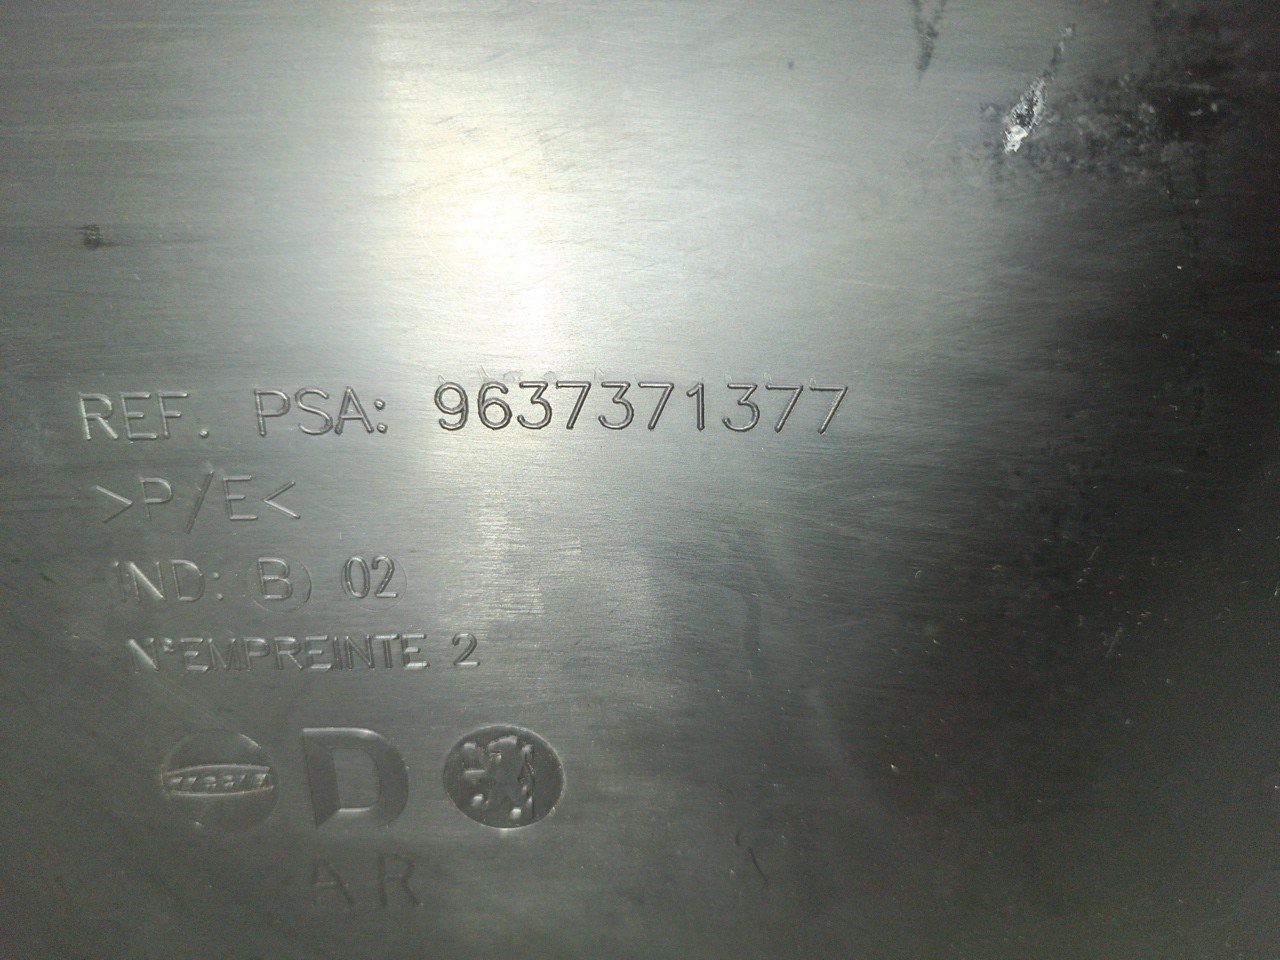 REF. PSA: 9637371377
>P/E<
IND: B 02
N°EMPREINTE 2
D
AR